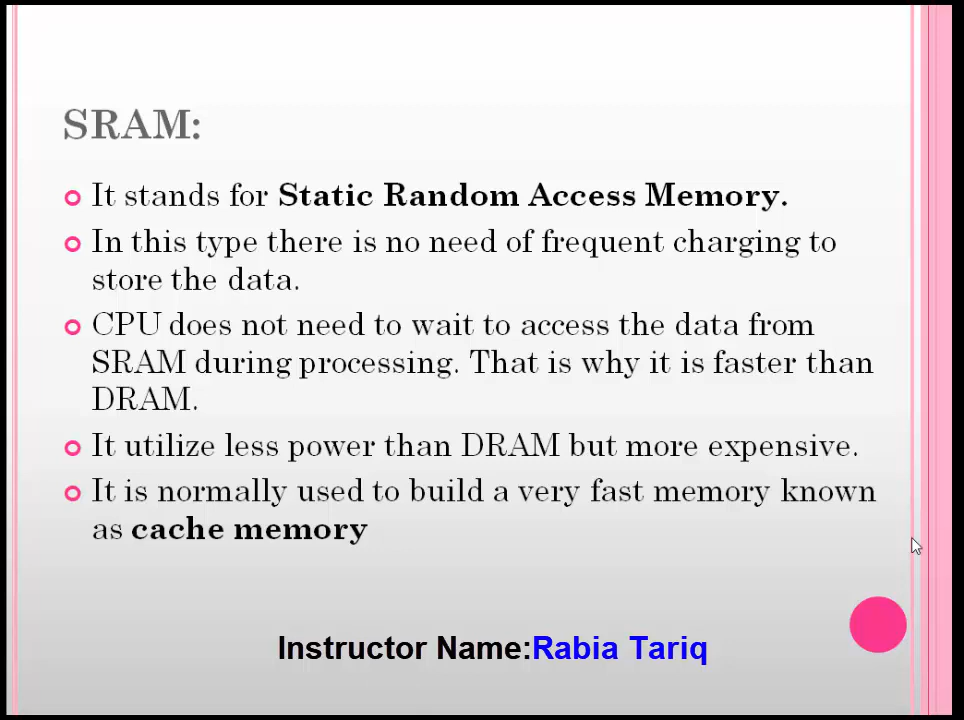 SRAM:
It stands for Static Random Access Memory.
In this type there is no need of frequent charging to
store the data.
CPU does not need to wait to access the data from
SRAM during processing. That is why it is faster than
DRAM.
It utilize less power than DRAM but more expensive.
It is normally used to build a very fast memory known
as cache memory
Instructor Name:Rabia Tariq